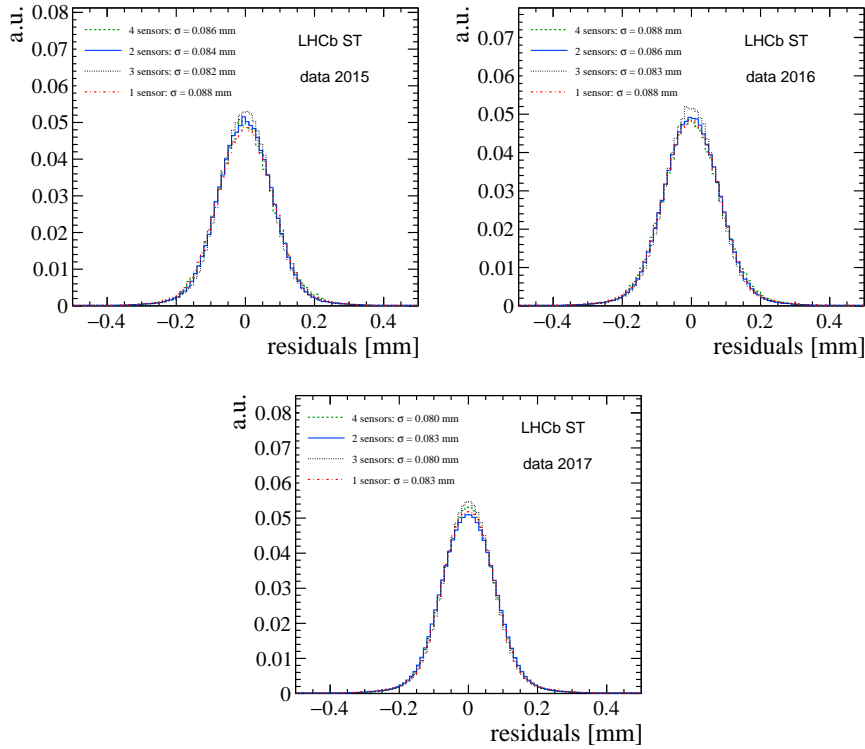 a.u.
0.08
0.07
0.06
0.05
0.04
0.03
0.02
0.01
0
4 sensors: σ = 0.086 mm
2 sensors: σ = 0.084 mm
3 sensors: σ = 0.082 mm
1 sensor: σ = 0.088 mm
LHCb ST
data 2015
−0.4 −0.2 0 0.2 0.4
residuals [mm]
a.u.
0.07
0.06
0.05
0.04
0.03
0.02
0.01
0
4 sensors: σ = 0.088 mm
2 sensors: σ = 0.086 mm
3 sensors: σ = 0.083 mm
1 sensor: σ = 0.088 mm
LHCb ST
data 2016
−0.4 −0.2 0 0.2 0.4
residuals [mm]
a.u.
0.08
0.07
0.06
0.05
0.04
0.03
0.02
0.01
0
4 sensors: σ = 0.080 mm
2 sensors: σ = 0.083 mm
3 sensors: σ = 0.080 mm
1 sensor: σ = 0.083 mm
LHCb ST
data 2017
−0.4 −0.2 0 0.2 0.4
residuals [mm]